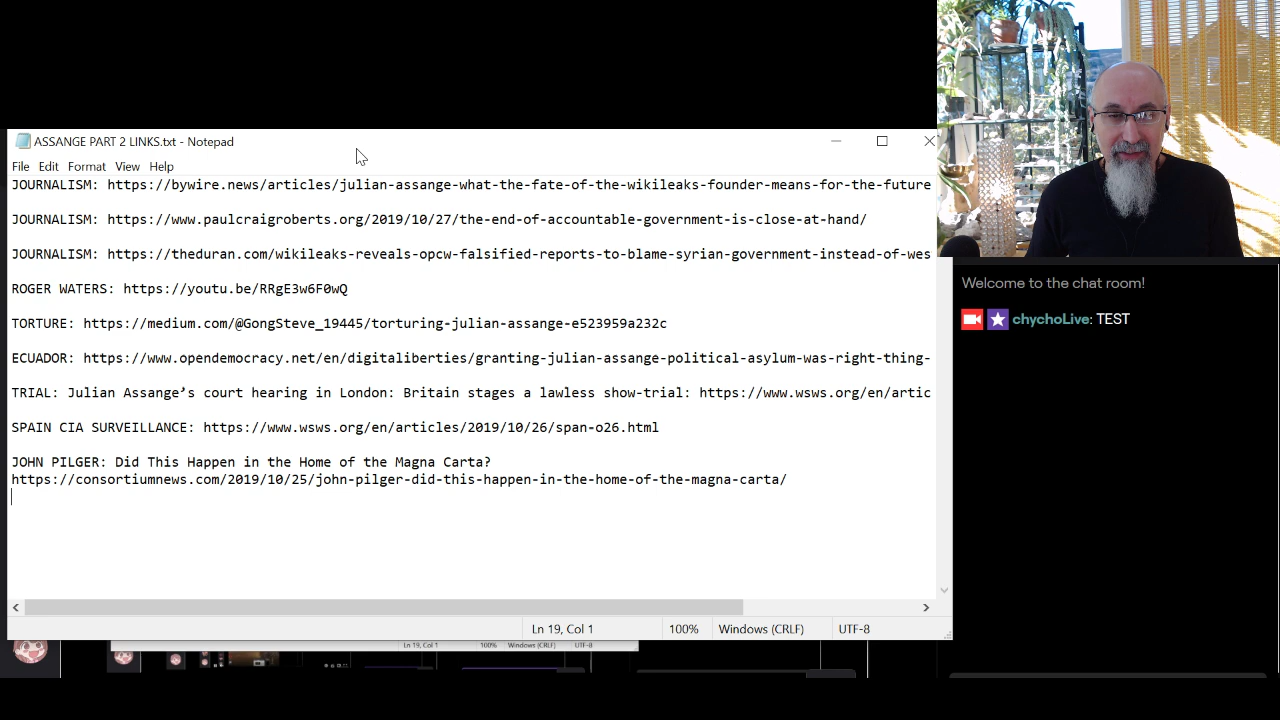 ASSANGE PART 2 LINKS.txt - Notepad
File Edit Format View Help
JOURNALISM: https://bywire.news/articles/julian-assange-what-the-fate-of-the-wikileaks-founder-means-for-the-future
JOURNALISM: https://www.paulcraigroberts.org/2019/10/27/the-end-of-accountable-government-is-close-at-hand/
JOURNALISM: https://theduran.com/wikileaks-reveals-opcw-falsified-reports-to-blame-syrian-government-instead-of-wes
ROGER WATERS: https://youtu.be/RRgE3w6F0wQ
TORTURE: https://medium.com/@GongSteve_19445/torturing-julian-assange-e523959a232c
ECUADOR: https://www.opendemocracy.net/en/digitaliberties/granting-julian-assange-political-asylum-was-right-thing-
TRIAL: Julian Assange’s court hearing in London: Britain stages a lawless show-trial: https://www.wsws.org/en/artic
SPAIN CIA SURVEILLANCE: https://www.wsws.org/en/articles/2019/10/26/span-o26.html
JOHN PILGER: Did This Happen in the Home of the Magna Carta?
https://consortiumnews.com/2019/10/25/john-pilger-did-this-happen-in-the-home-of-the-magna-carta/
Ln 19, Col 1 100% Windows (CRLF) UTF-8
Ln 19, Col 1 100% Windows (CRLF) UTF-8
Welcome to the chat room!
chychoLive: TEST